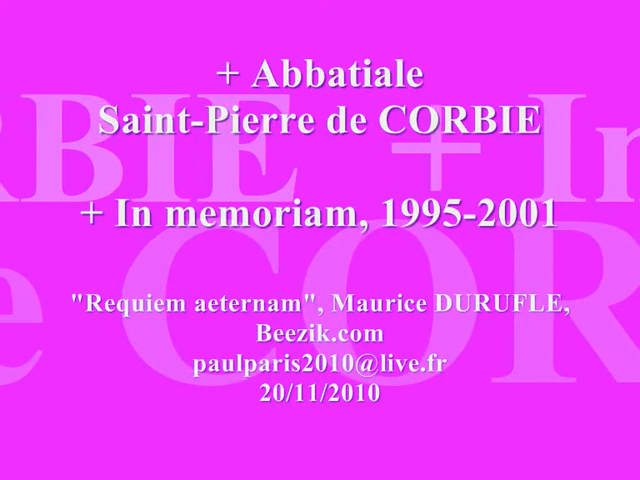 + Abbatiale
Saint-Pierre de CORBIE
+ In memoriam, 1995-2001
"Requiem aeternam", Maurice DURUFLE,
Beezik.com
paulparis2010@live.fr
20/11/2010